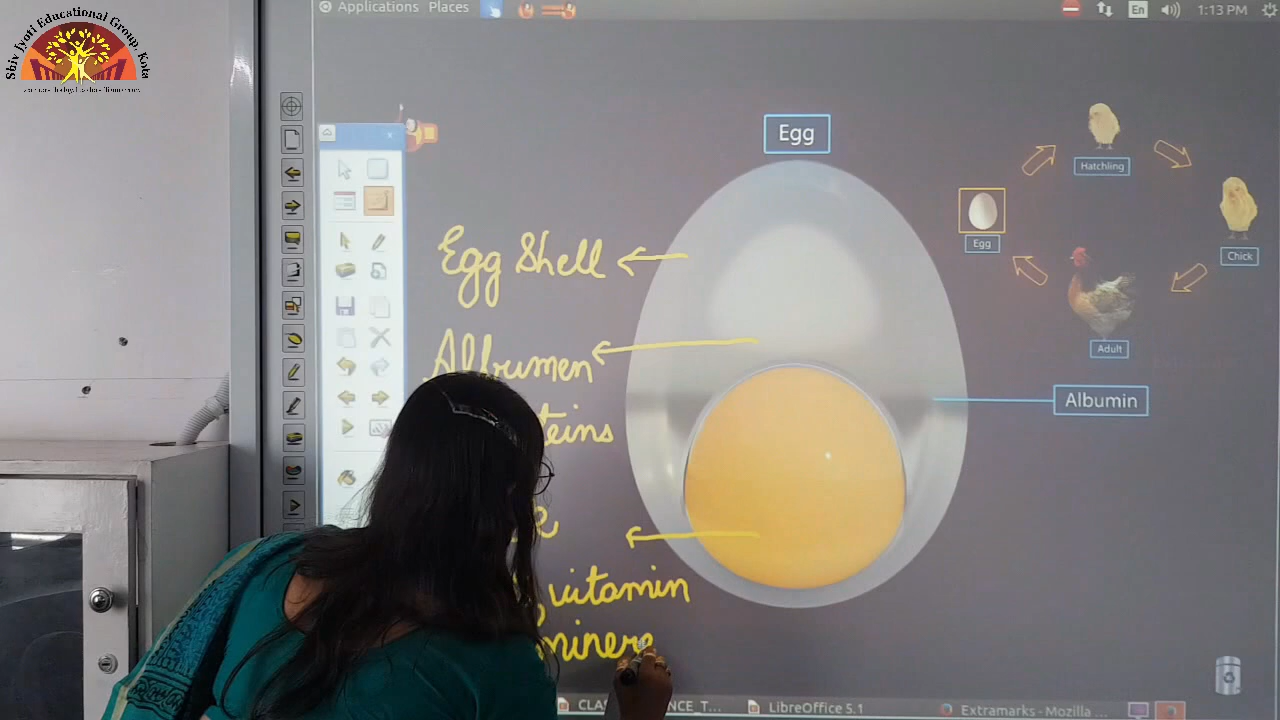 Shiv Jyoti Educational Group, Kota
Applications Places
En
1:13 PM
Egg
Hatchling
Egg
Chick
Adult
Albumin
Egg Shell
Albumen
vitamin
LibreOffice 5.1
Extramarks - Mozilla ...